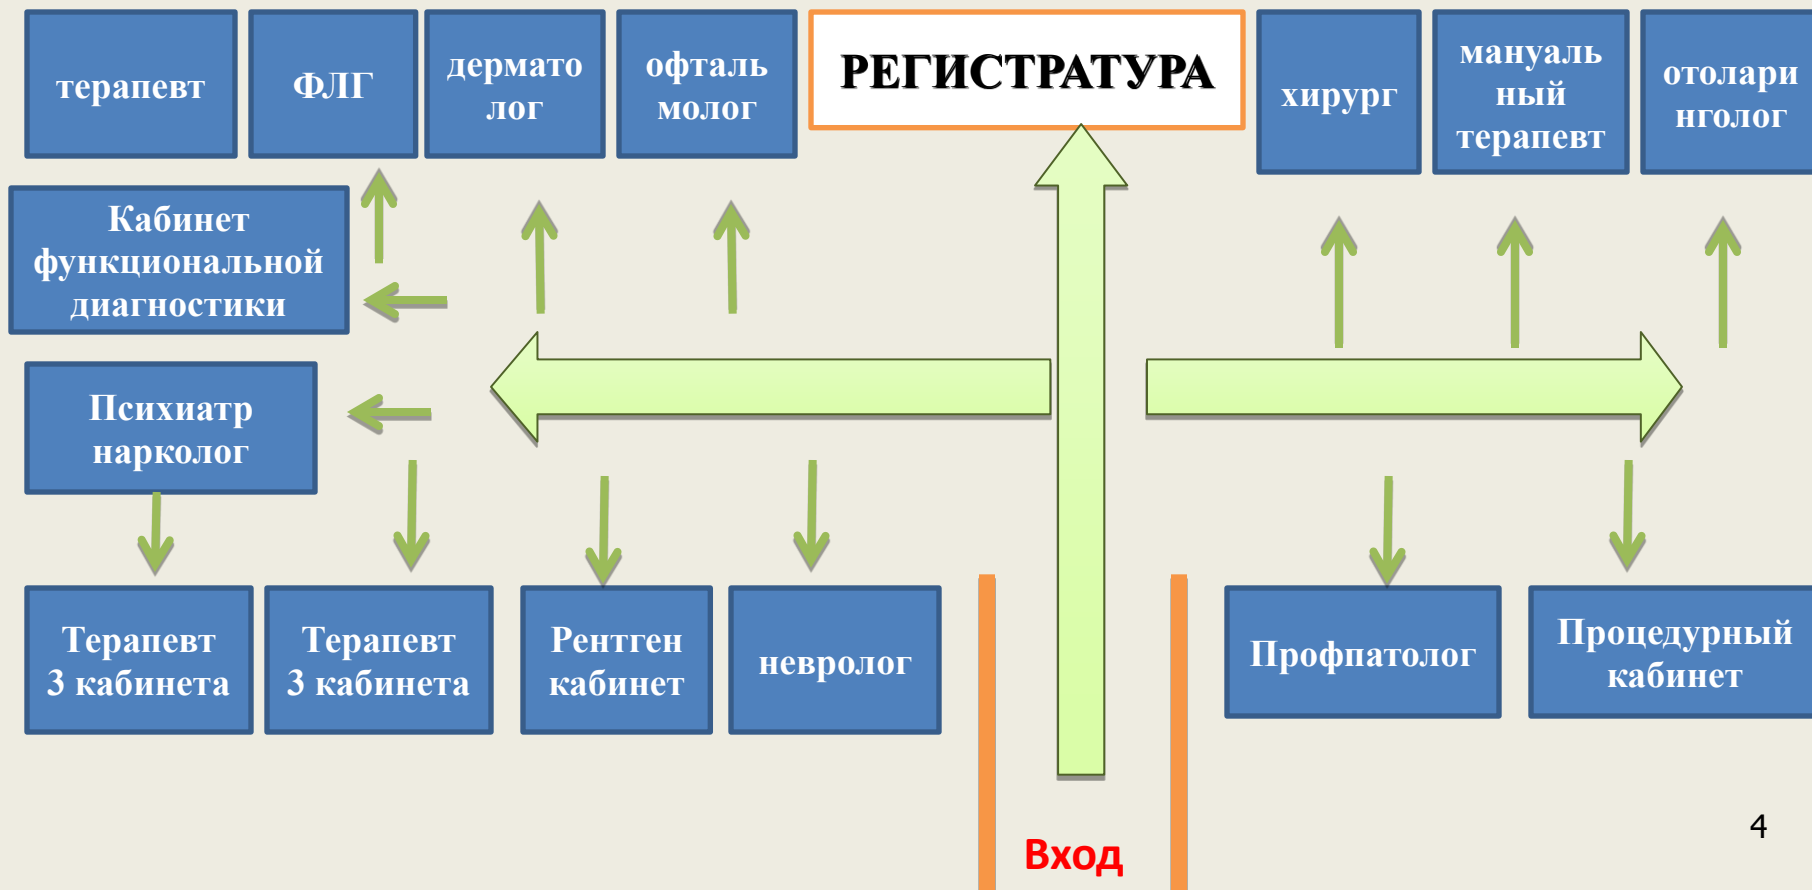 терапевт
ФЛГ
дермато
лог
офталь
молог
РЕГИСТРАТУРА
хирург
мануаль
ный
терапевт
отолари
нголог
Кабинет
функциональной
диагностики
Психиатр
нарколог
Терапевт
3 кабинета
Терапевт
3 кабинета
Рентген
кабинет
невролог
Профпатолог
Процедурный
кабинет
Вход
4